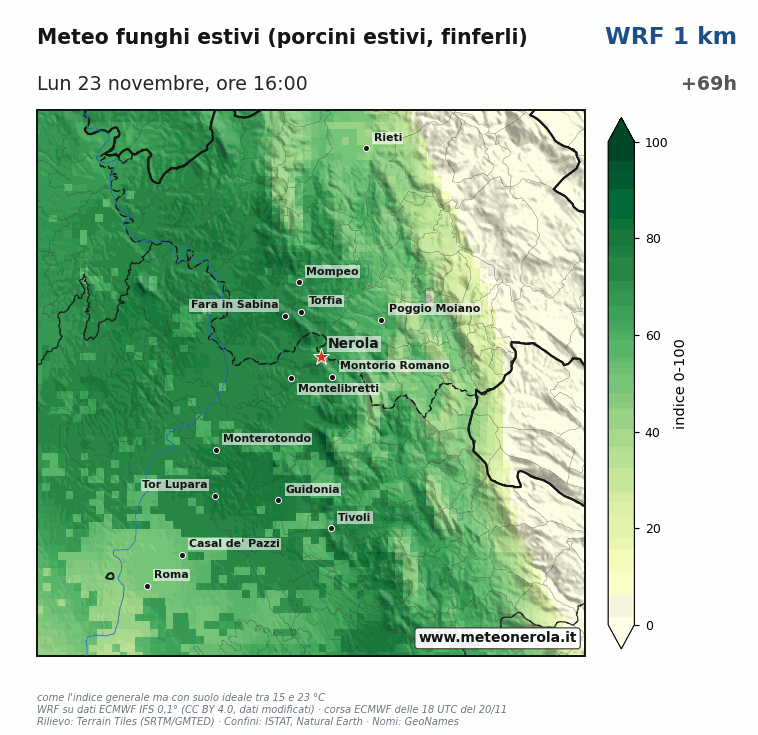 Meteo funghi estivi (porcini estivi, finferli)
WRF 1 km
Lun 23 novembre, ore 16:00
+69h
Rieti
Mompeo
Toffia
Fara in Sabina
Poggio Moiano
Nerola
Montorio Romano
Montelibretti
Monterotondo
Tor Lupara
Guidonia
Tivoli
Casal de' Pazzi
Roma
www.meteonerola.it
100
80
60
40
20
0
indice 0-100
come l'indice generale ma con suolo ideale tra 15 e 23 °C
WRF su dati ECMWF IFS 0,1° (CC BY 4.0, dati modificati) · corsa ECMWF delle 18 UTC del 20/11
Rilievo: Terrain Tiles (SRTM/GMTED) · Confini: ISTAT, Natural Earth · Nomi: GeoNames